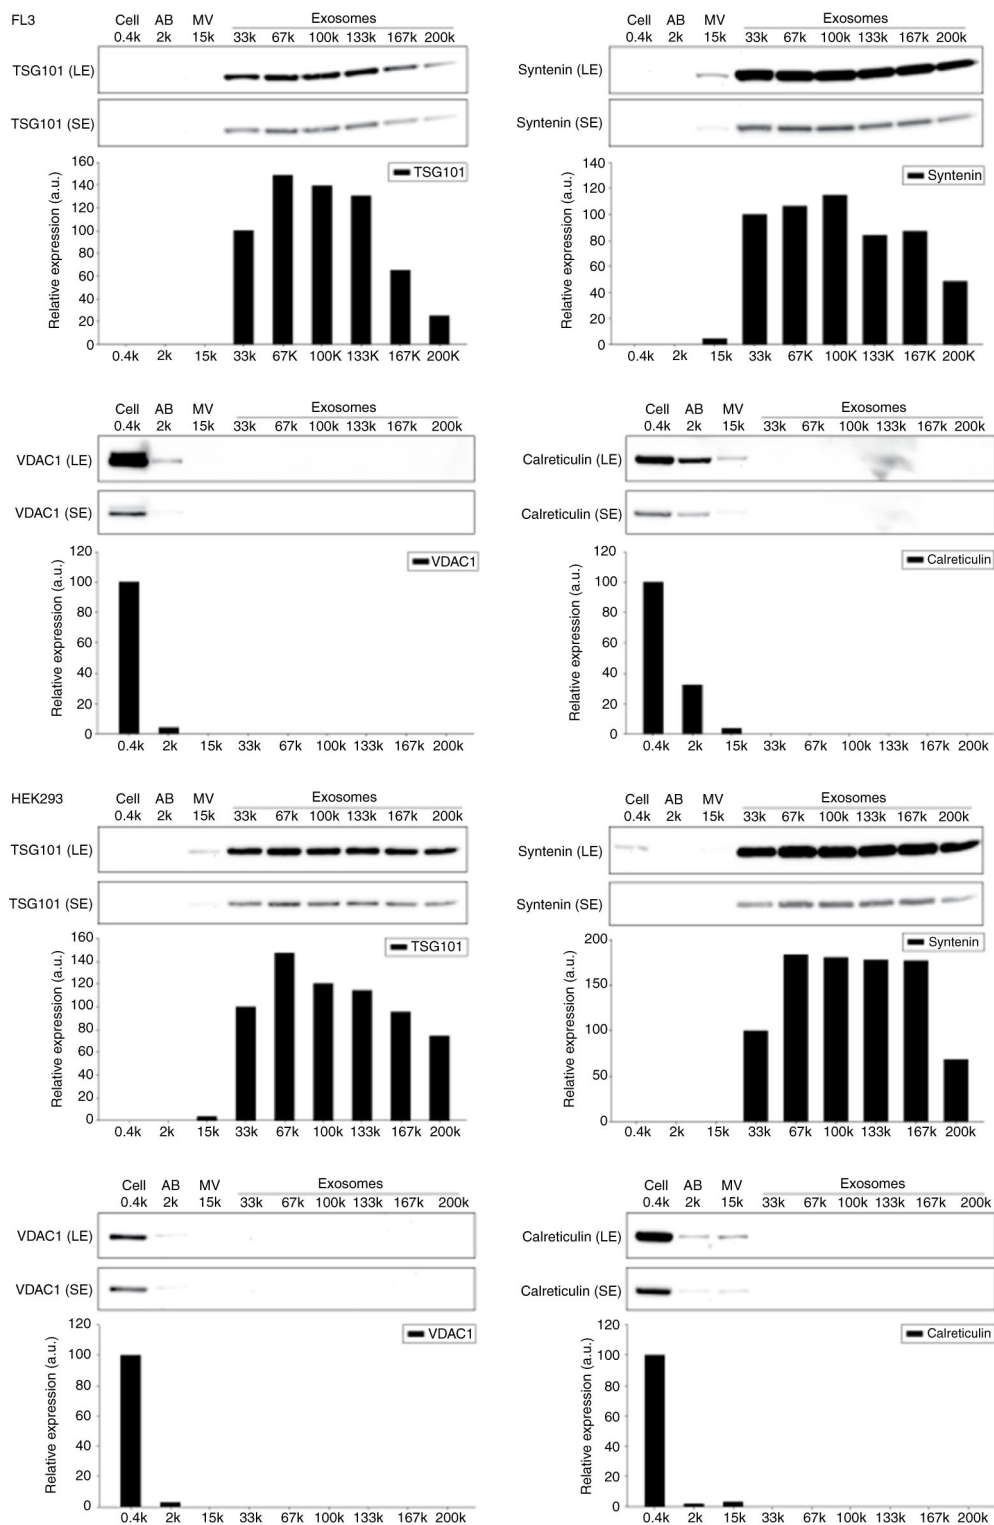 FL3
Cell AB MV Exosomes
0.4k 2k 15k 33k 67k 100k 133k 167k 200k
TSG101 (LE)
TSG101 (SE)
Relative expression (a.u.)
160
140
120
100
80
60
40
20
0
TSG101
0.4k 2k 15k 33k 67K 100K 133K 167K 200K
Cell AB MV Exosomes
0.4k 2k 15k 33k 67k 100k 133k 167k 200k
Syntenin (LE)
Syntenin (SE)
Relative expression (a.u.)
140
120
100
80
60
40
20
0
Syntenin
0.4k 2k 15k 33k 67K 100K 133K 167K 200K
Cell AB MV Exosomes
0.4k 2k 15k 33k 67k 100k 133k 167k 200k
VDAC1 (LE)
VDAC1 (SE)
Relative expression (a.u.)
120
100
80
60
40
20
0
VDAC1
0.4k 2k 15k 33k 67k 100k 133k 167k 200k
Cell AB MV Exosomes
0.4k 2k 15k 33k 67k 100k 133k 167k 200k
Calreticulin (LE)
Calreticulin (SE)
Relative expression (a.u.)
120
100
80
60
40
20
0
Calreticulin
0.4k 2k 15k 33k 67k 100k 133k 167k 200k
HEK293
Cell AB MV Exosomes
0.4k 2k 15k 33k 67k 100k 133k 167k 200k
TSG101 (LE)
TSG101 (SE)
Relative expression (a.u.)
160
140
120
100
80
60
40
20
0
TSG101
0.4k 2k 15k 33k 67k 100k 133k 167k 200k
Cell AB MV Exosomes
0.4k 2k 15k 33k 67k 100k 133k 167k 200k
Syntenin (LE)
Syntenin (SE)
Relative expression (a.u.)
200
150
100
50
0
Syntenin
0.4k 2k 15k 33k 67k 100k 133k 167k 200k
Cell AB MV Exosomes
0.4k 2k 15k 33k 67k 100k 133k 167k 200k
VDAC1 (LE)
VDAC1 (SE)
Relative expression (a.u.)
120
100
80
60
40
20
0
VDAC1
0.4k 2k 15k 33k 67k 100k 133k 167k 200k
Cell AB MV Exosomes
0.4k 2k 15k 33k 67k 100k 133k 167k 200k
Calreticulin (LE)
Calreticulin (SE)
Relative expression (a.u.)
120
100
80
60
40
20
0
Calreticulin
0.4k 2k 15k 33k 67k 100k 133k 167k 200k